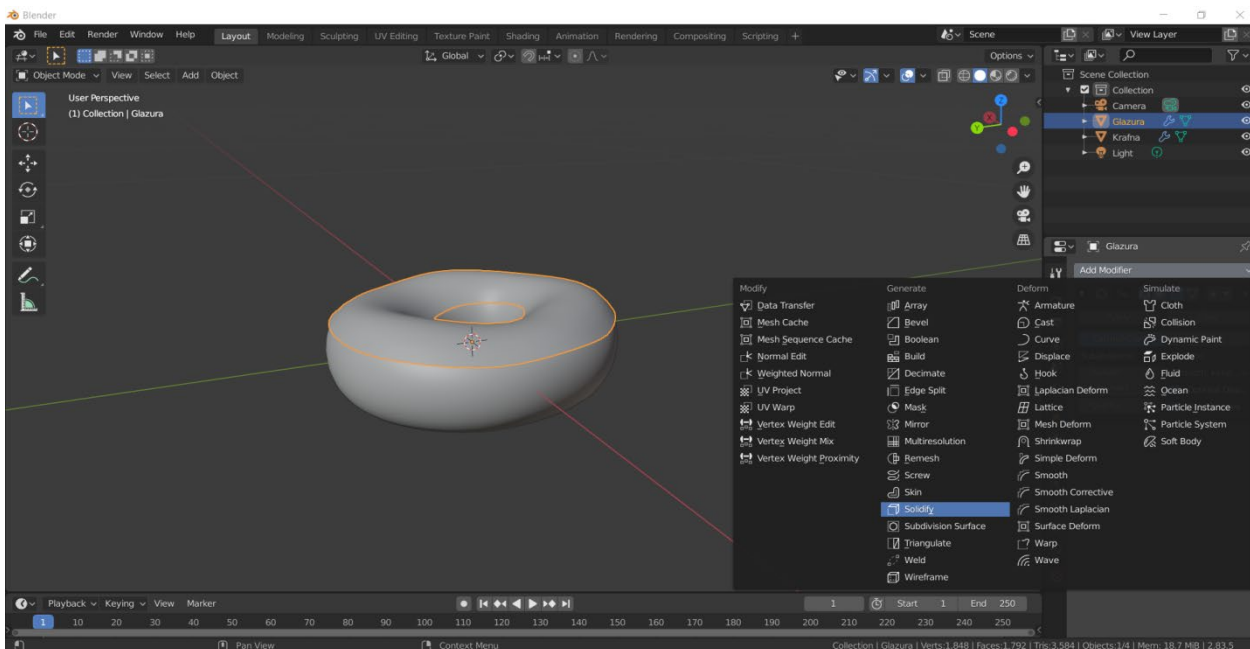 Blender
File Edit Render Window Help Layout Modeling Sculpting UV Editing Texture Paint Shading Animation Rendering Compositing Scripting + Scene View Layer
Global Options
Object Mode View Select Add Object
User Perspective
(1) Collection | Glazura
Scene Collection
Collection
Camera
Glazura
Krafna
Light
Glazura
Add Modifier
Modify Generate Deform Simulate
Data Transfer Array Armature Cloth
Mesh Cache Bevel Cast Collision
Mesh Sequence Cache Boolean Curve Dynamic Paint
Normal Edit Build Displace Explode
Weighted Normal Decimate Hook Fluid
UV Project Edge Split Laplacian Deform Ocean
UV Warp Mask Lattice Particle Instance
Vertex Weight Edit Mirror Mesh Deform Particle System
Vertex Weight Mix Multiresolution Shrinkwrap Soft Body
Vertex Weight Proximity Remesh Simple Deform
Screw Smooth
Skin Smooth Corrective
Solidify Smooth Laplacian
Subdivision Surface Surface Deform
Triangulate Warp
Weld Wave
Wireframe
Playback Keying View Marker 1 Start 1 End 250
1 10 20 30 40 50 60 70 80 90 100 110 120 130 140 150 160 170 180 190 200 210 220 230 240 250
Pan View Context Menu Collection | Glazura | Verts:1.848 | Faces:1.792 | Tris:3.584 | Objects:1/4 | Mem: 18.7 MiB | 2.83.5